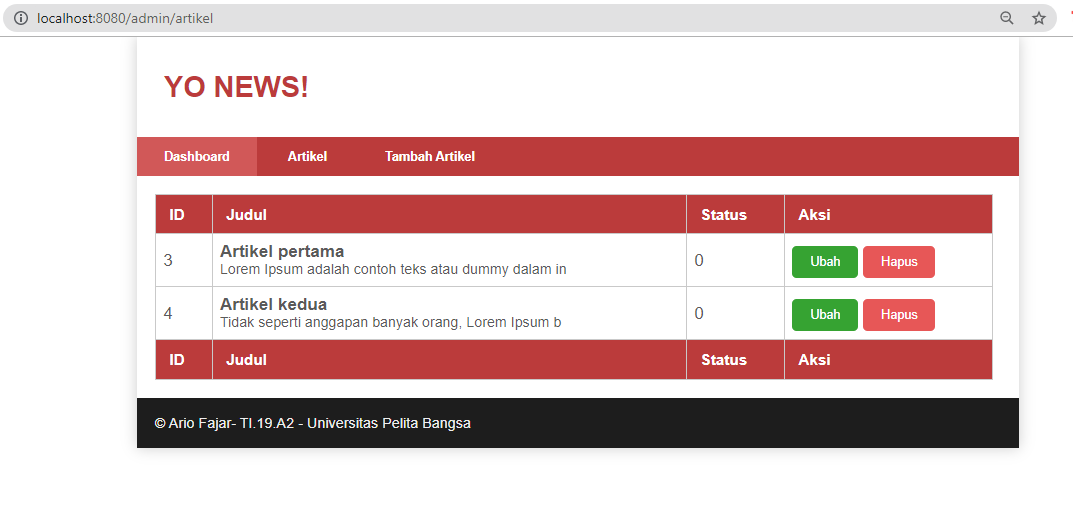 localhost:8080/admin/artikel
YO NEWS!
Dashboard Artikel Tambah Artikel
ID Judul Status Aksi
3 Artikel pertama 0 Ubah Hapus
Lorem Ipsum adalah contoh teks atau dummy dalam in
4 Artikel kedua 0 Ubah Hapus
Tidak seperti anggapan banyak orang, Lorem Ipsum b
ID Judul Status Aksi
© Ario Fajar- TI.19.A2 - Universitas Pelita Bangsa